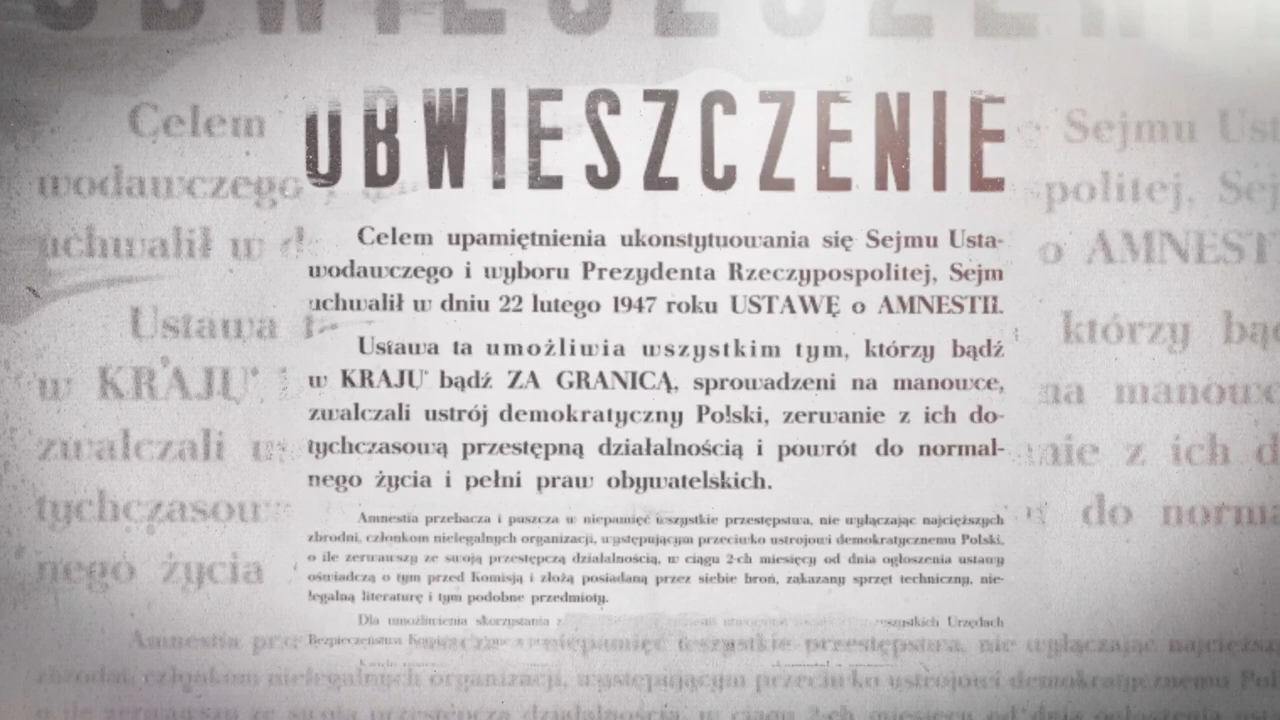 OBWIESZCZENIE
Celem upamiętnienia ukonstytuowania się Sejmu Usta-
wodawczego i wyboru Prezydenta Rzeczypospolitej, Sejm
uchwalił w dniu 22 lutego 1947 roku USTAWĘ o AMNESTII.
Ustawa ta umożliwia wszystkim tym, którzy bądź
w KRAJU bądź ZA GRANICĄ, sprowadzeni na manowce,
zwalczali ustrój demokratyczny Polski, zerwanie z ich do-
tychczasową przestępną działalnością i powrót do normal-
nego życia i pełni praw obywatelskich.
Amnestia przebacza i puszcza w niepamięć wszystkie przestępstwa, nie wyłączając najcięższych
zbrodni, członkom nielegalnych organizacji, występującym przeciwko ustrojowi demokratycznemu Polski,
o ile zerwawszy ze swoją przestępczą działalnością, w ciągu 2-ch miesięcy od dnia ogłoszenia ustawy
oświadczą o tym przed Komisją i złożą posiadaną przez siebie broń, zakazany sprzęt techniczny, nie-
legalną literaturę i tym podobne przedmioty.
Dla umożliwienia skorzystania z wszystkich Urzędach
Bezpieczeństwa